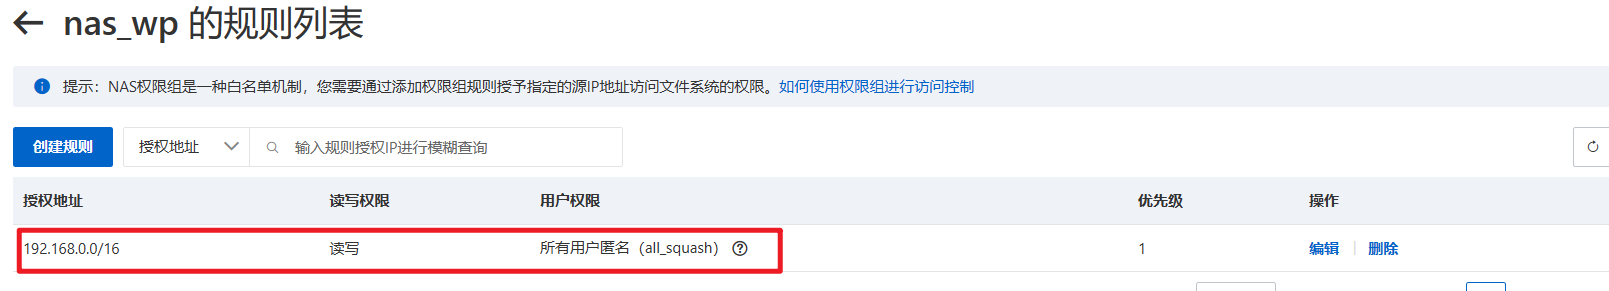 nas_wp 的规则列表
提示：NAS权限组是一种白名单机制，您需要通过添加权限组规则授予指定的源IP地址访问文件系统的权限。如何使用权限组进行访问控制
创建规则 授权地址 输入规则授权IP进行模糊查询
授权地址 读写权限 用户权限 优先级 操作
192.168.0.0/16 读写 所有用户匿名（all_squash） 1 编辑 删除